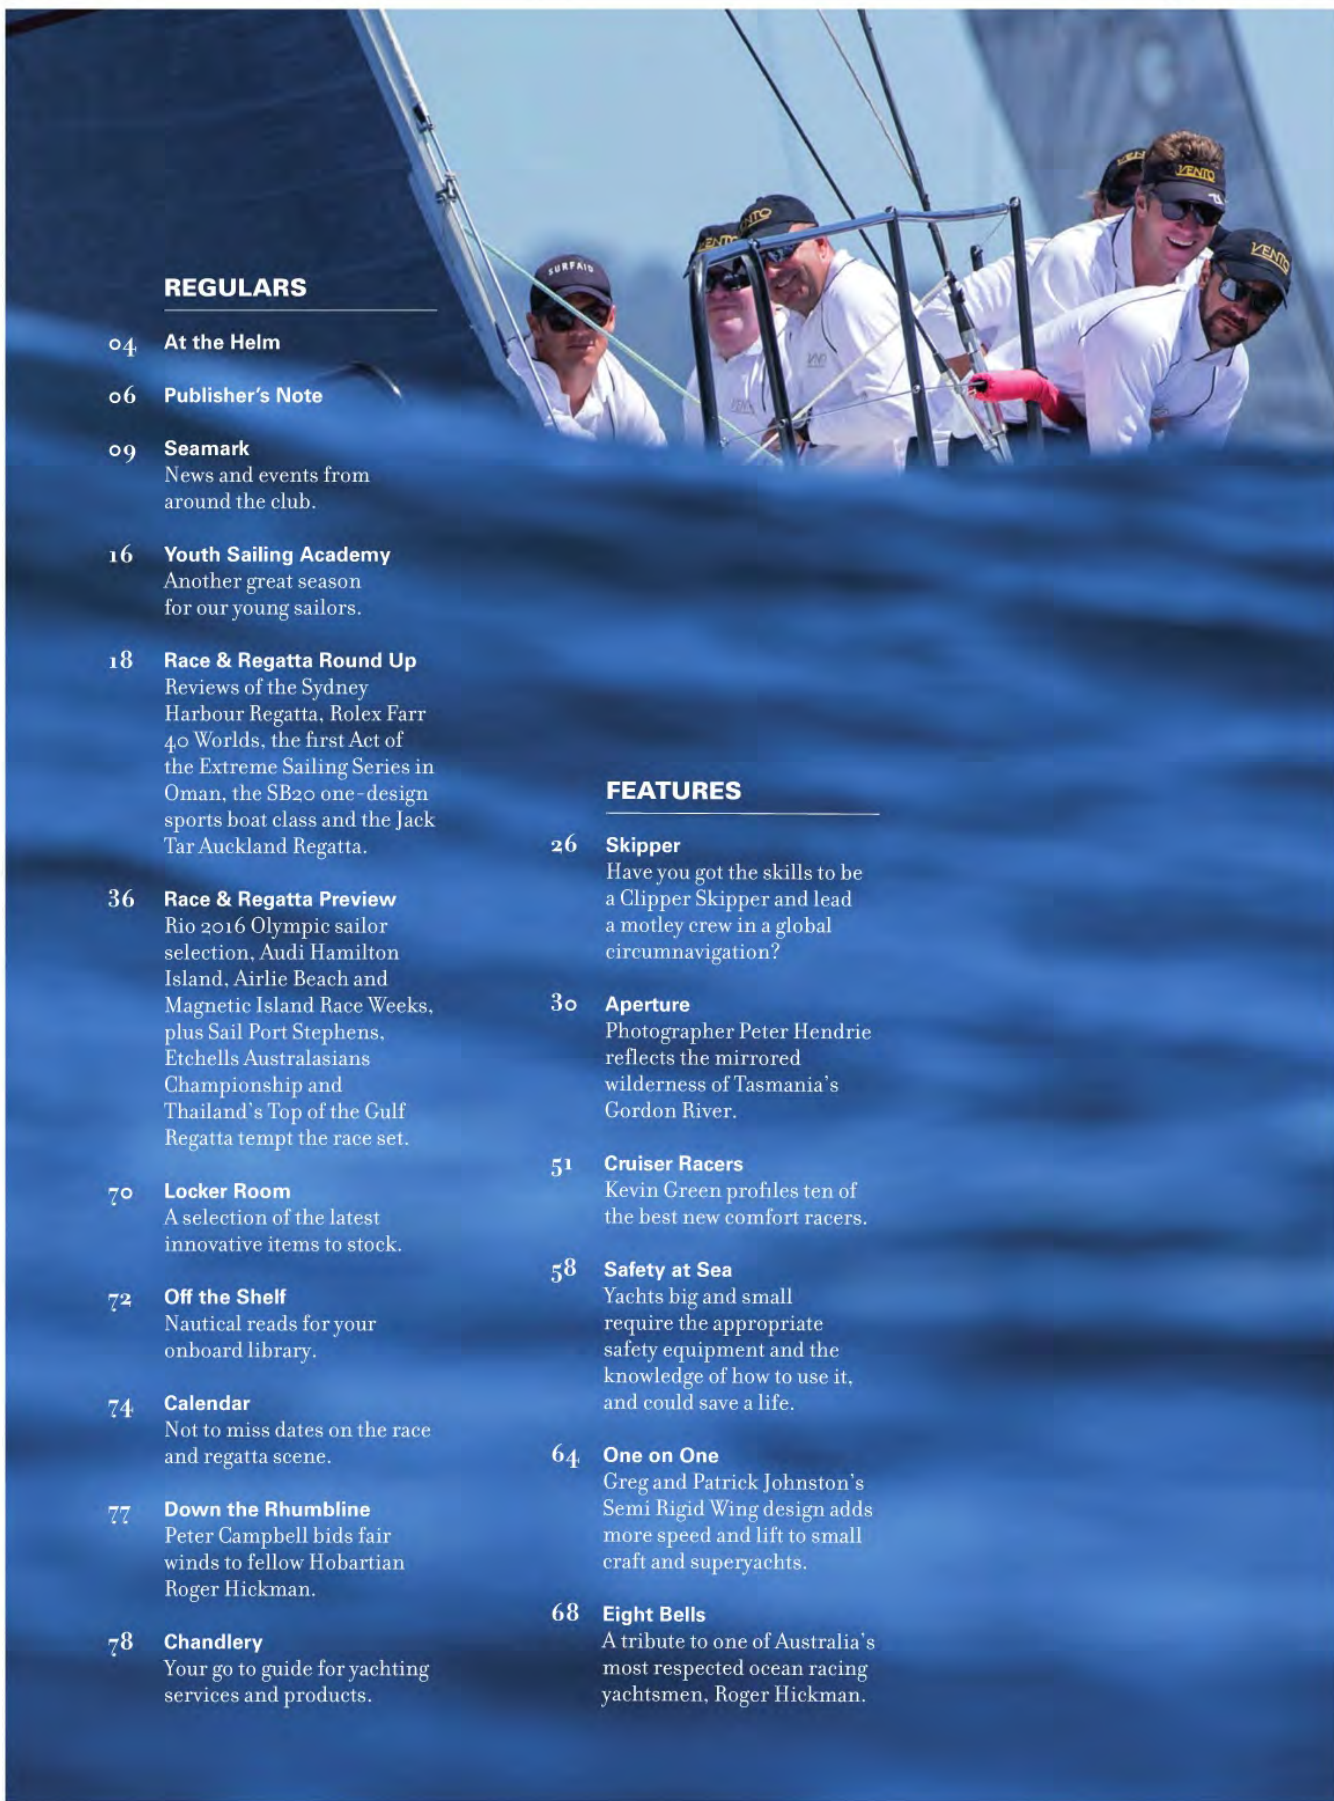 SURFAID
VENTO
VENTO
VENTO
VENTO
REGULARS
04 At the Helm
06 Publisher's Note
09 Seamark
News and events from
around the club.
16 Youth Sailing Academy
Another great season
for our young sailors.
18 Race & Regatta Round Up
Reviews of the Sydney
Harbour Regatta, Rolex Farr
40 Worlds, the first Act of
the Extreme Sailing Series in
Oman, the SB20 one-design
sports boat class and the Jack
Tar Auckland Regatta.
36 Race & Regatta Preview
Rio 2016 Olympic sailor
selection, Audi Hamilton
Island, Airlie Beach and
Magnetic Island Race Weeks,
plus Sail Port Stephens,
Etchells Australasians
Championship and
Thailand's Top of the Gulf
Regatta tempt the race set.
70 Locker Room
A selection of the latest
innovative items to stock.
72 Off the Shelf
Nautical reads for your
onboard library.
74 Calendar
Not to miss dates on the race
and regatta scene.
77 Down the Rhumbline
Peter Campbell bids fair
winds to fellow Hobartian
Roger Hickman.
78 Chandlery
Your go to guide for yachting
services and products.
FEATURES
26 Skipper
Have you got the skills to be
a Clipper Skipper and lead
a motley crew in a global
circumnavigation?
30 Aperture
Photographer Peter Hendrie
reflects the mirrored
wilderness of Tasmania's
Gordon River.
51 Cruiser Racers
Kevin Green profiles ten of
the best new comfort racers.
58 Safety at Sea
Yachts big and small
require the appropriate
safety equipment and the
knowledge of how to use it,
and could save a life.
64 One on One
Greg and Patrick Johnston's
Semi Rigid Wing design adds
more speed and lift to small
craft and superyachts.
68 Eight Bells
A tribute to one of Australia's
most respected ocean racing
yachtsmen, Roger Hickman.